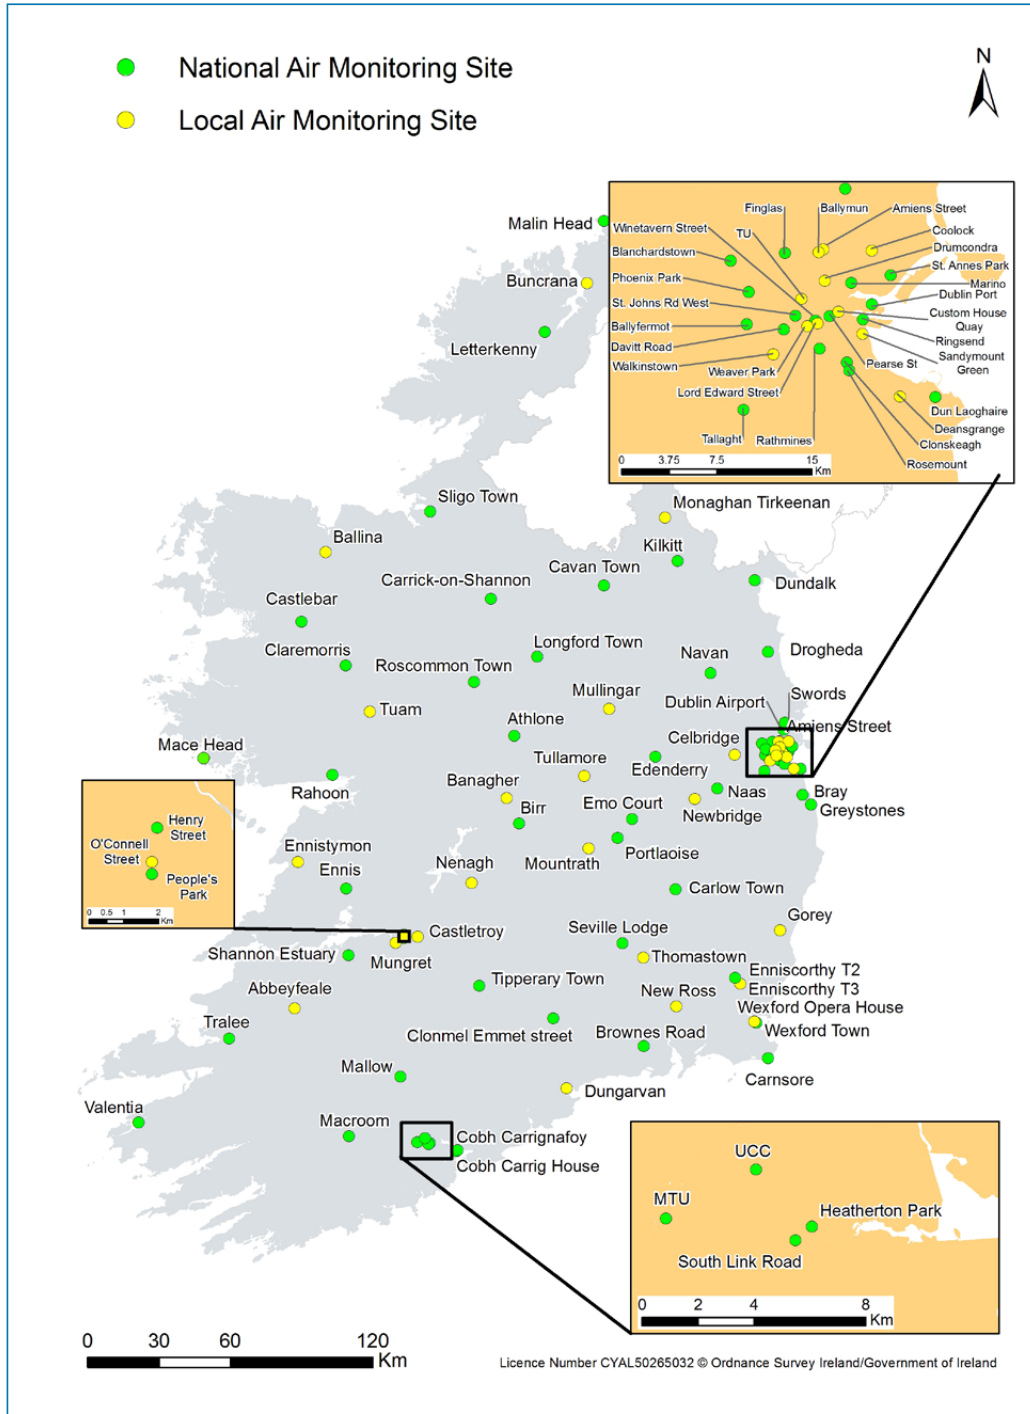 National Air Monitoring Site
Local Air Monitoring Site
N
Malin Head
Buncrana
Letterkenny
Finglas
Ballymun
Amiens Street
Winetavern Street
TU
Coolock
Blanchardstown
Drumcondra
St. Annes Park
Phoenix Park
Marino
St. Johns Rd West
Dublin Port
Custom House
Quay
Ballyfermot
Ringsend
Davitt Road
Sandymount
Green
Walkinstown
Weaver Park
Pearse St
Lord Edward Street
Dun Laoghaire
Deansgrange
Tallaght
Rathmines
Clonskeagh
Rosemount
0 3.75 7.5 15
Km
Sligo Town
Monaghan Tirkeenan
Ballina
Kilkitt
Cavan Town
Carrick-on-Shannon
Dundalk
Castlebar
Claremorris
Longford Town
Drogheda
Roscommon Town
Navan
Mullingar
Swords
Dublin Airport
Tuam
Athlone
Amiens Street
Mace Head
Celbridge
Tullamore
Edenderry
Rahoon
Banagher
Naas
Bray
Birr
Emo Court
Newbridge
Greystones
Henry
Street
O'Connell
Street
People's
Park
0 0.5 1 2
Km
Ennistymon
Ennis
Nenagh
Mountrath
Portlaoise
Carlow Town
Gorey
Castletroy
Seville Lodge
Shannon Estuary
Mungret
Thomastown
Enniscorthy T2
Enniscorthy T3
Tipperary Town
Abbeyfeale
New Ross
Wexford Opera House
Tralee
Clonmel Emmet street
Brownes Road
Wexford Town
Mallow
Carnsore
Dungarvan
Valentia
Macroom
Cobh Carrignafoy
Cobh Carrig House
UCC
MTU
Heatherton Park
South Link Road
0 2 4 8
Km
0 30 60 120
Km
Licence Number CYAL50265032 © Ordnance Survey Ireland/Government of Ireland